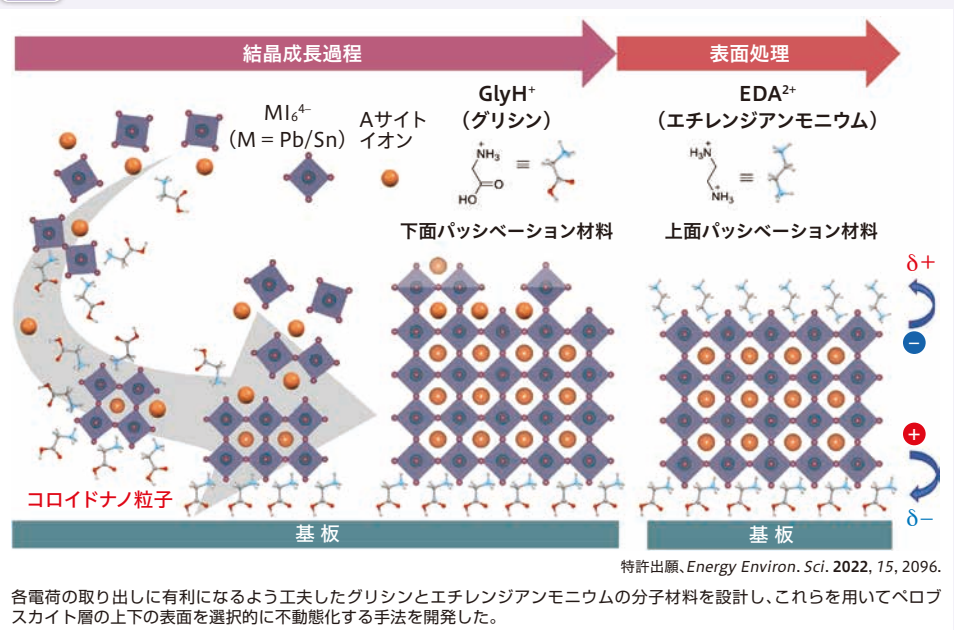 結晶成長過程
表面処理
MI₆⁴⁻
(M = Pb/Sn)
Aサイト
イオン
GlyH⁺
(グリシン)
NH₃
+
≡
O
HO
下面パッシベーション材料
EDA²⁺
(エチレンジアンモニウム)
H₃N
+
≡
+
NH₃
上面パッシベーション材料
δ+
−
+
δ−
コロイドナノ粒子
基 板
基 板
特許出願、Energy Environ. Sci. 2022, 15, 2096.
各電荷の取り出しに有利になるよう工夫したグリシンとエチレンジアンモニウムの分子材料を設計し、これらを用いてペロブ
スカイト層の上下の表面を選択的に不動態化する手法を開発した。